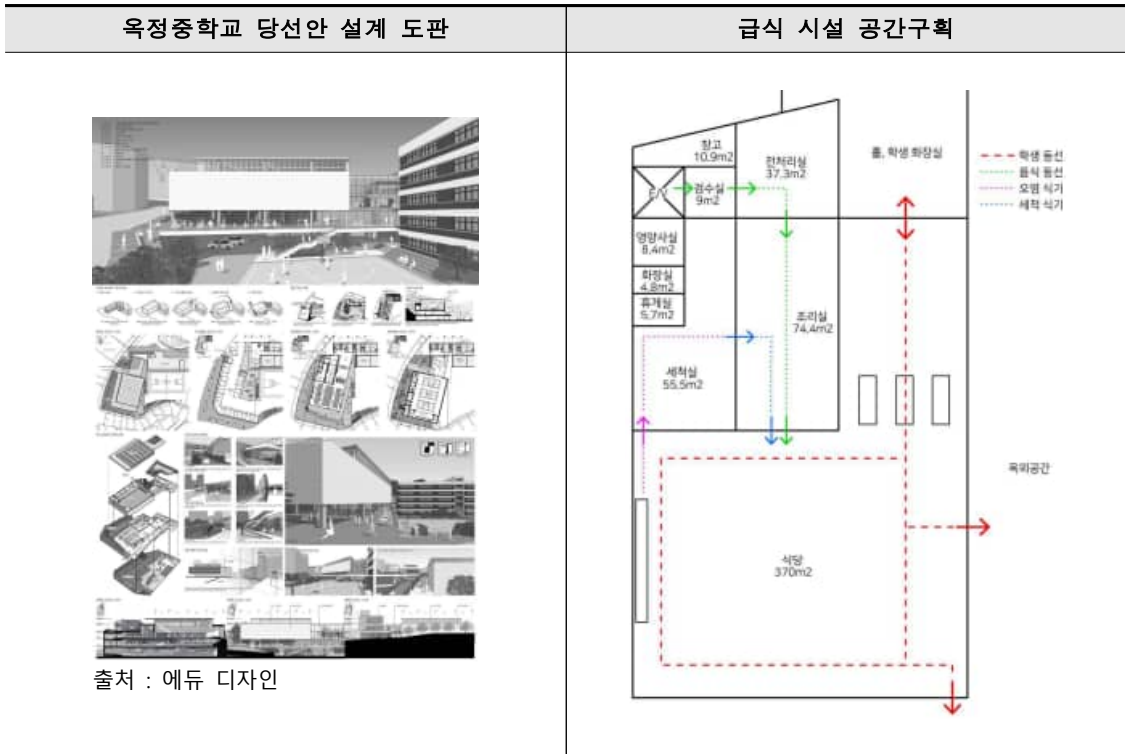 옥정중학교 당선안 설계 도판
급식 시설 공간구획
창고
10.9m2
전처리실
37.3m2
홀, 학생 화장실
E/V
검수실
9m2
영양사실
8.4m2
화장실
4.8m2
휴게실
5.7m2
조리실
74.4m2
세척실
55.5m2
식당
370m2
옥외공간
학생 동선
음식 동선
오염 식기
세척 식기
출처 : 에듀 디자인